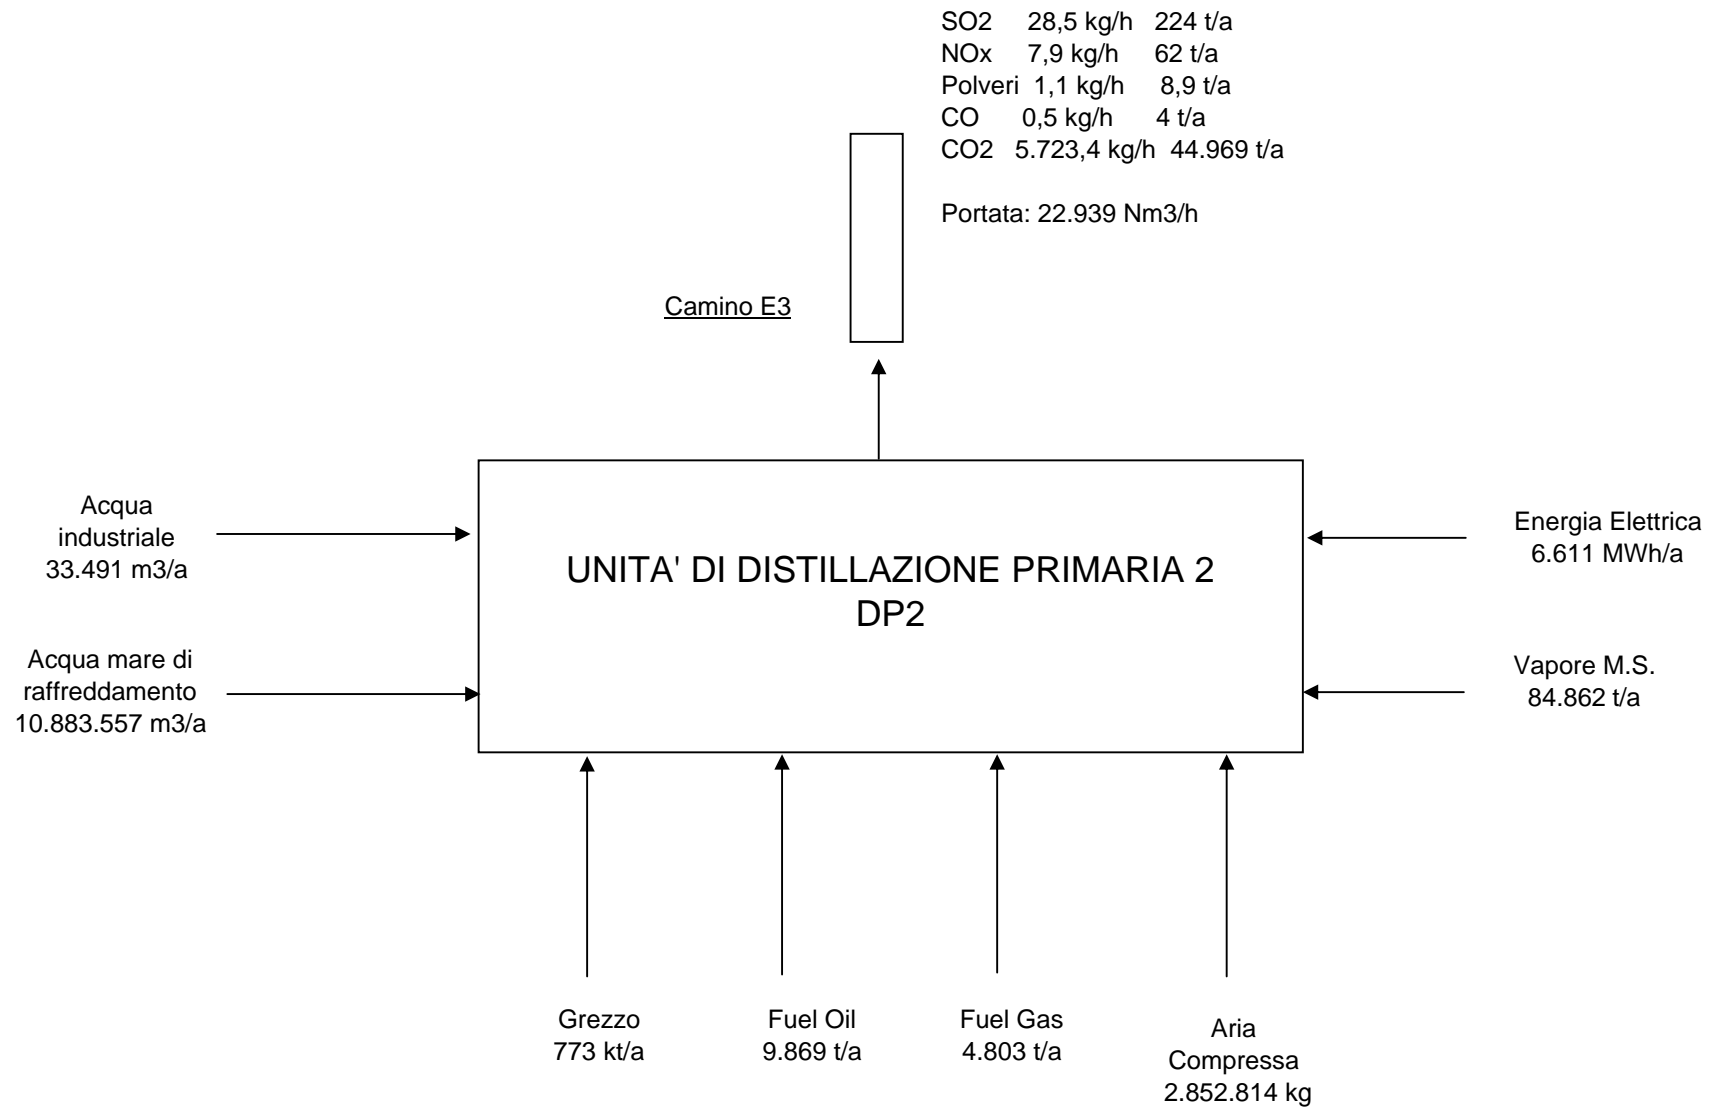 SO2 28,5 kg/h 224 t/a
NOx 7,9 kg/h 62 t/a
Polveri 1,1 kg/h 8,9 t/a
CO 0,5 kg/h 4 t/a
CO2 5.723,4 kg/h 44.969 t/a
Portata: 22.939 Nm3/h
Camino E3
Acqua
industriale
33.491 m3/a
Acqua mare di
raffreddamento
10.883.557 m3/a
UNITA' DI DISTILLAZIONE PRIMARIA 2
DP2
Energia Elettrica
6.611 MWh/a
Vapore M.S.
84.862 t/a
Grezzo
773 kt/a
Fuel Oil
9.869 t/a
Fuel Gas
4.803 t/a
Aria
Compressa
2.852.814 kg